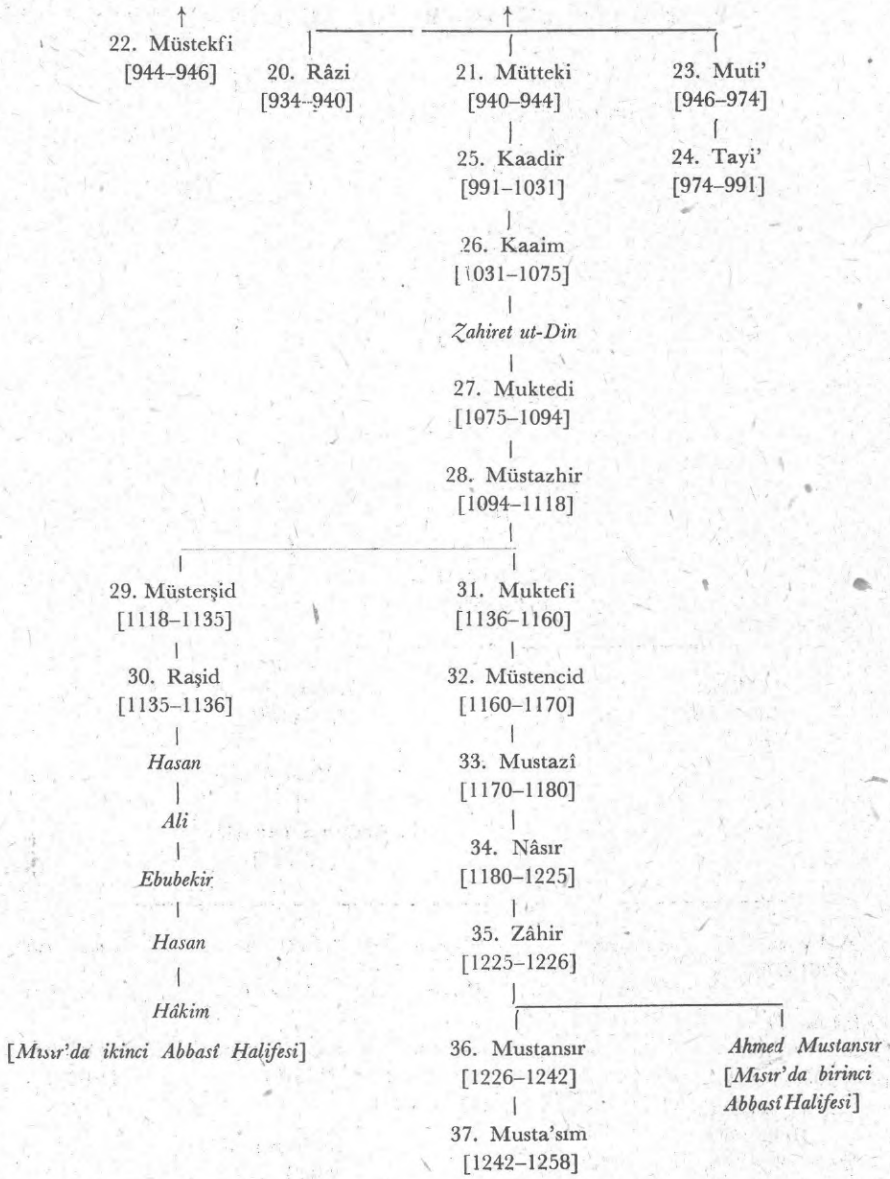 22. Müstekfi
[944–946]
20. Râzi
[934–940]
21. Mütteki
[940–944]
23. Muti’
[946–974]
25. Kaadir
[991–1031]
24. Tayi’
[974–991]
26. Kaaim
[1031–1075]
Zahiret ut-Din
27. Muktedi
[1075–1094]
28. Müstazhir
[1094–1118]
29. Müsterşid
[1118–1135]
31. Muktefi
[1136–1160]
30. Raşid
[1135–1136]
32. Müstencid
[1160–1170]
Hasan
33. Mustazî
[1170–1180]
Ali
34. Nâsır
[1180–1225]
Ebubekir
35. Zâhir
[1225–1226]
Hasan
Hâkim
[Mısır’da ikinci Abbasî Halifesi]
36. Mustansır
[1226–1242]
Ahmed Mustansır
[Mısır’da birinci
Abbasî Halifesi]
37. Musta’sım
[1242–1258]